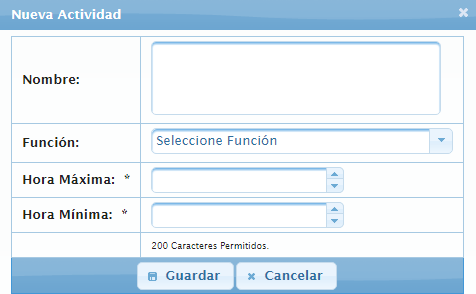 Nueva Actividad
Nombre:
Función:
Seleccione Función
Hora Máxima: *
Hora Mínima: *
200 Caracteres Permitidos.
Guardar
Cancelar